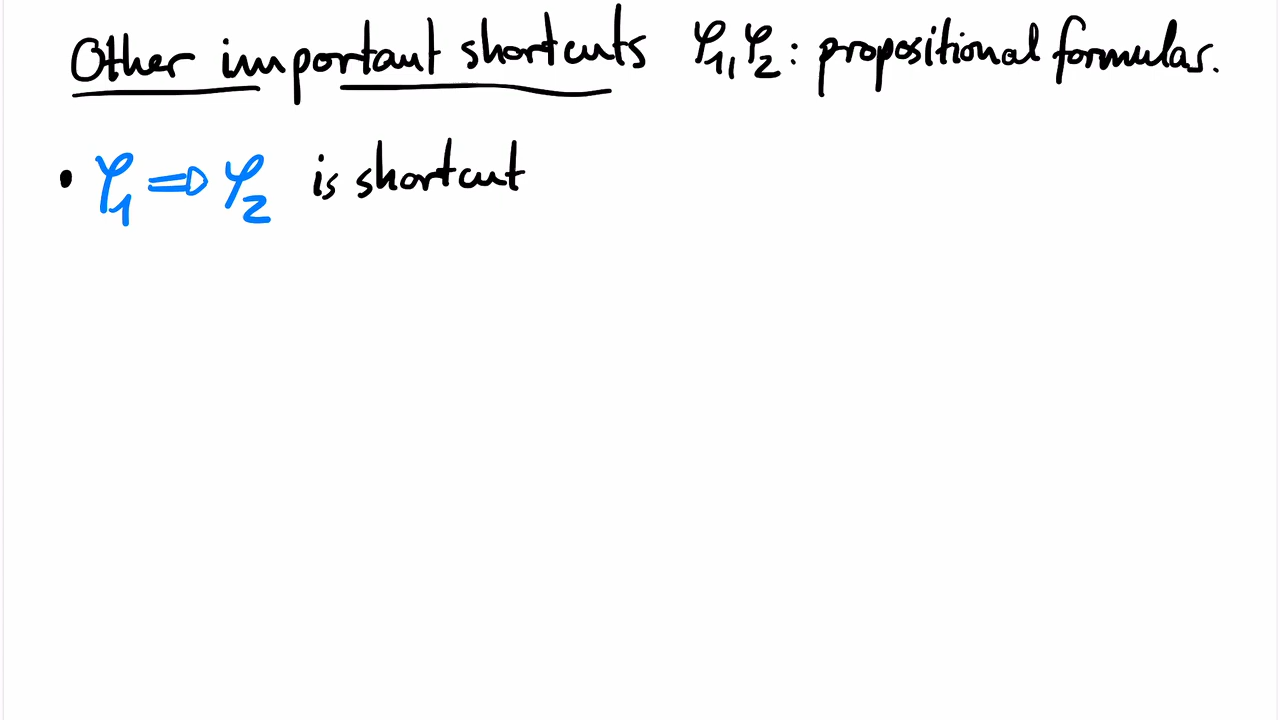 Other important shortcuts φ₁, φ₂ : propositional formulas.
• φ₁ ⇒ φ₂ is shortcut